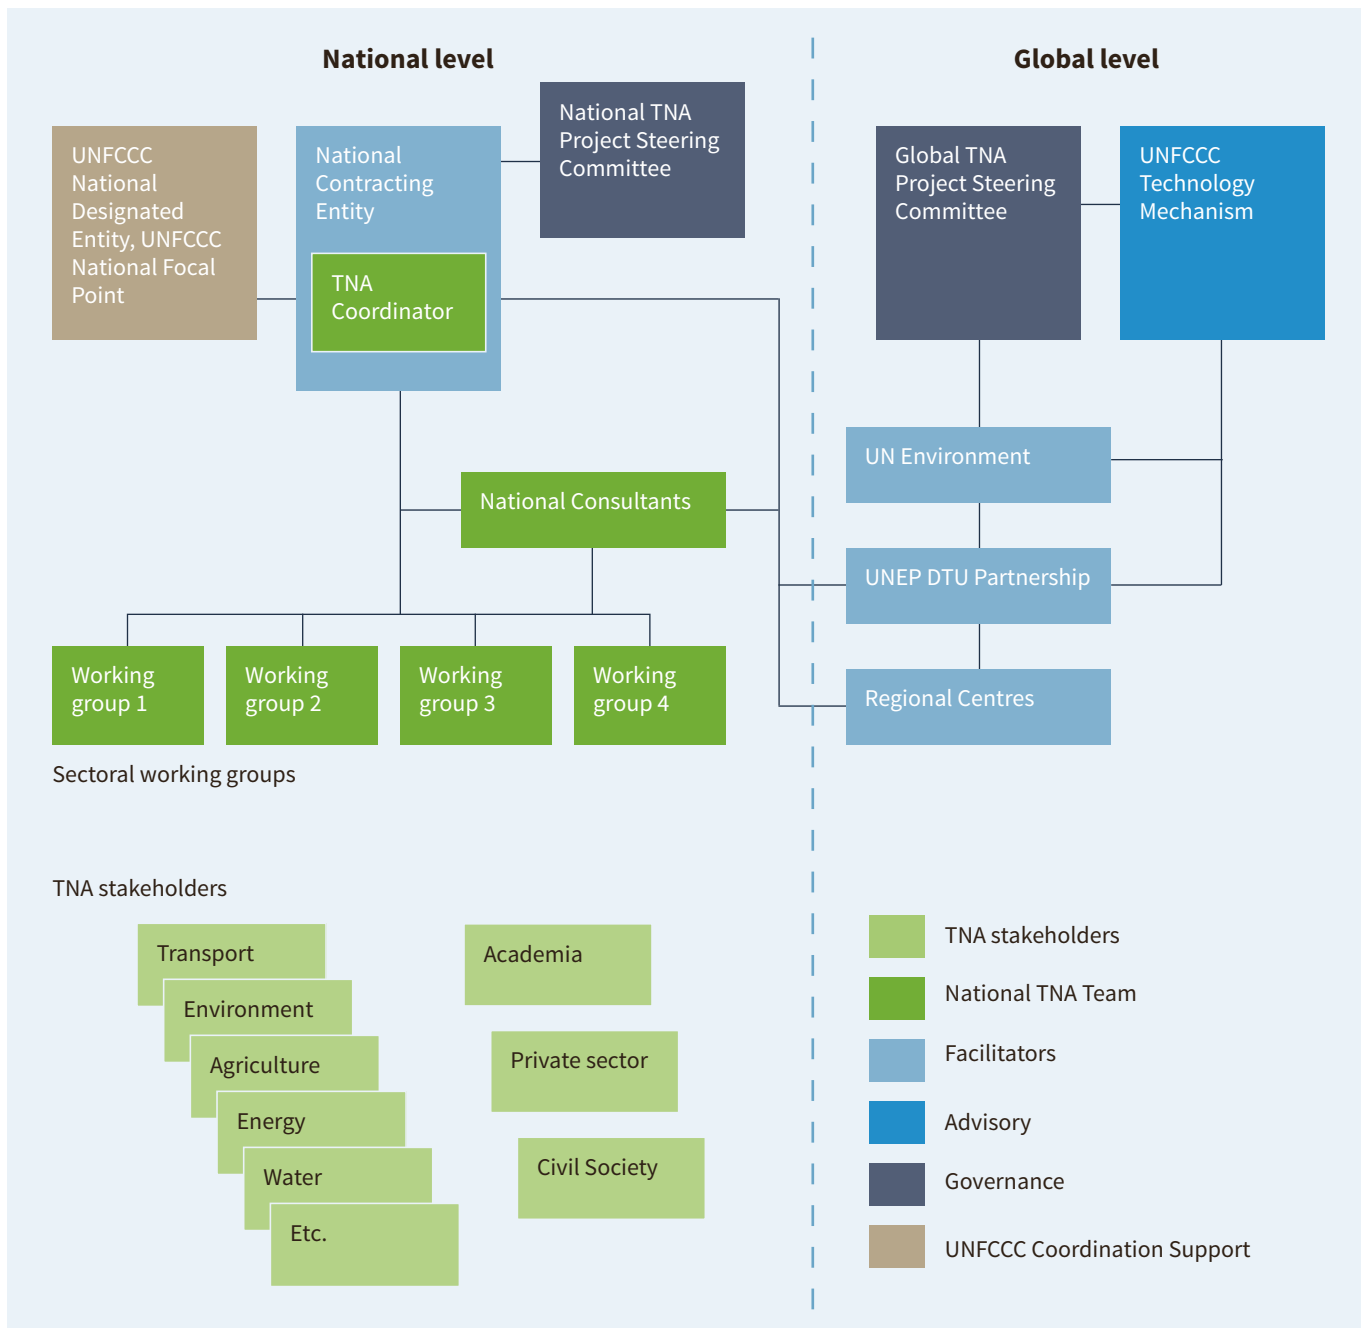 National level
Global level
UNFCCC
National
Designated
Entity, UNFCCC
National Focal
Point
National
Contracting
Entity
TNA
Coordinator
National TNA
Project Steering
Committee
Global TNA
Project Steering
Committee
UNFCCC
Technology
Mechanism
UN Environment
National Consultants
UNEP DTU Partnership
Regional Centres
Working
group 1
Working
group 2
Working
group 3
Working
group 4
Sectoral working groups
TNA stakeholders
Transport
Environment
Agriculture
Energy
Water
Etc.
Academia
Private sector
Civil Society
TNA stakeholders
National TNA Team
Facilitators
Advisory
Governance
UNFCCC Coordination Support